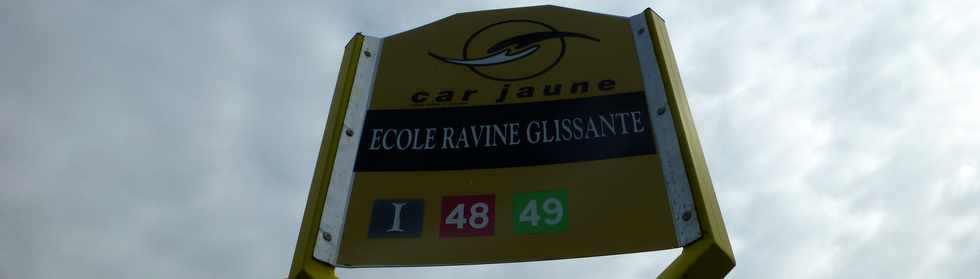 car jaune
ECOLE RAVINE GLISSANTE
I 48 49